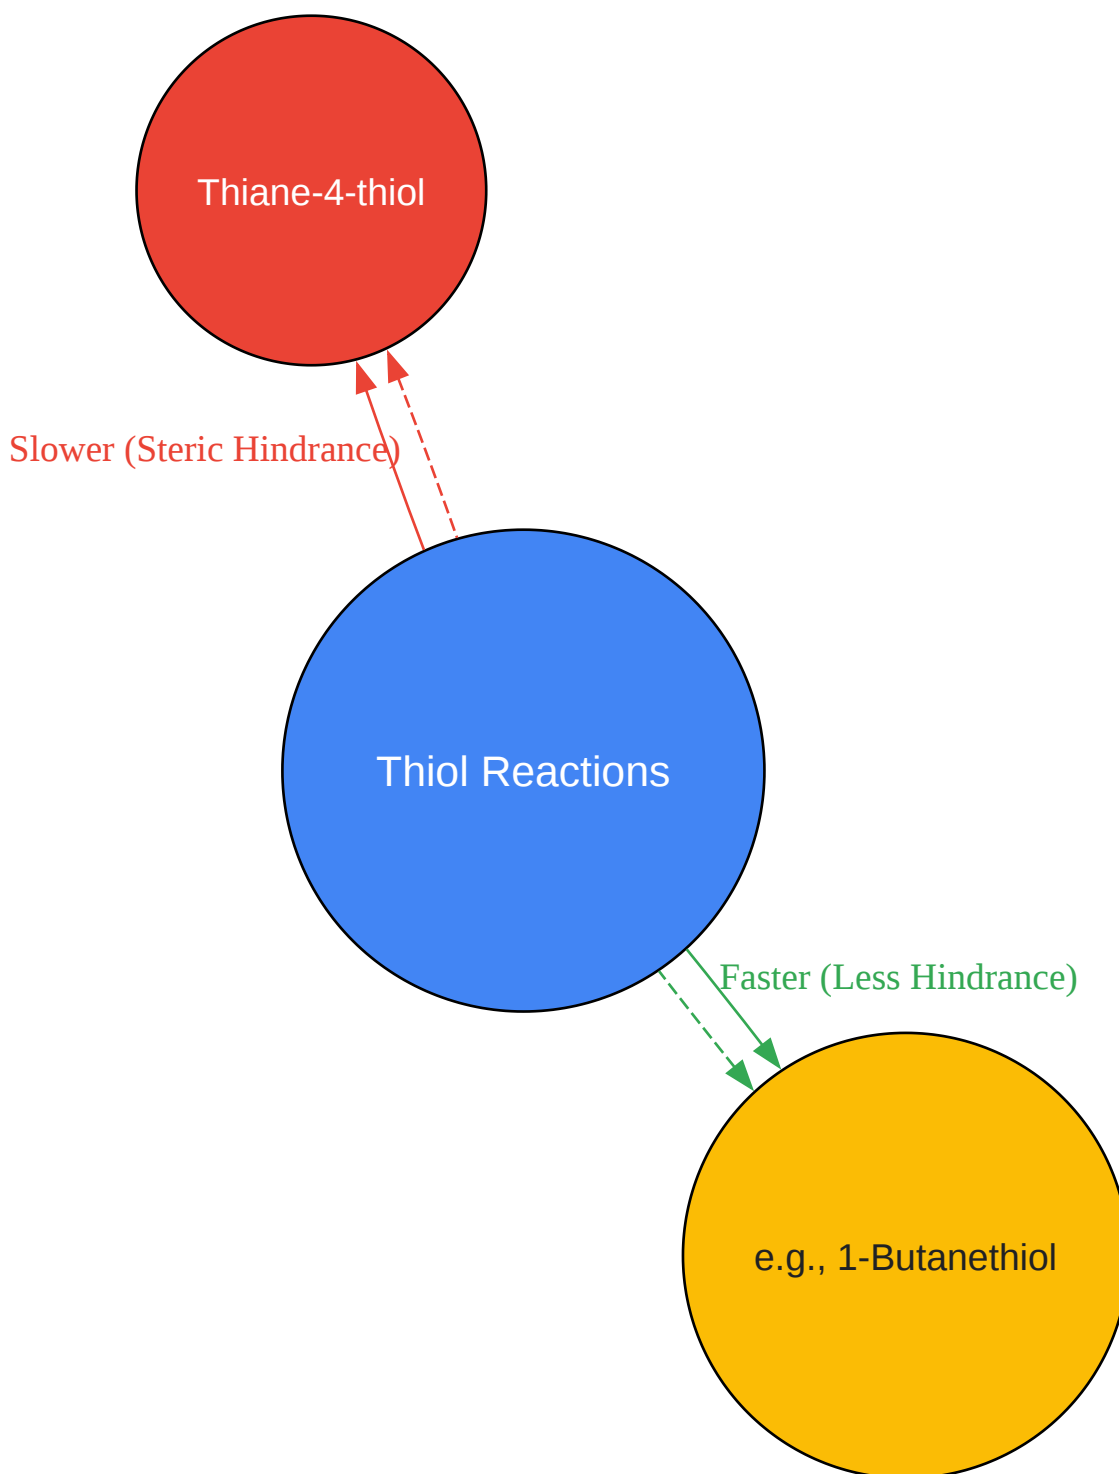 Thiane-4-thiol
Slower (Steric Hindrance)
Thiol Reactions
Faster (Less Hindrance)
e.g., 1-Butanethiol